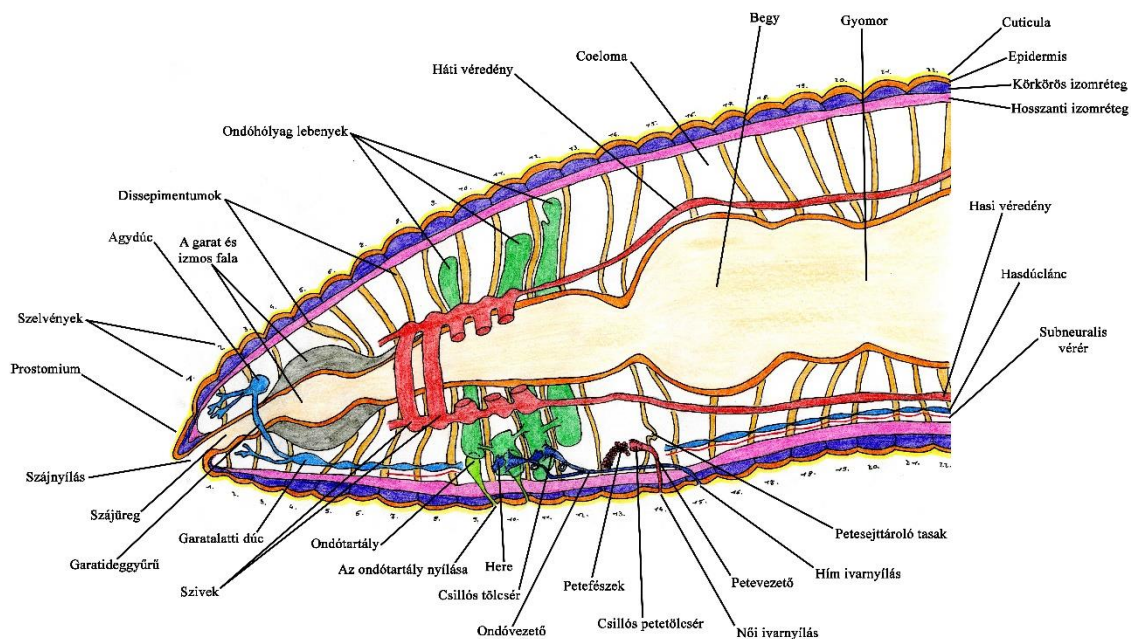 Begy
Gyomor
Cuticula
Coeloma
Epidermis
Háti véredény
Körkörös izomréteg
Hosszanti izomréteg
Ondóhólyag lebenyek
Dissepimentumok
Hasi véredény
Agydúc
A garat és
izmos fala
Hasdúclánc
Szelvények
Subneuralis
vérér
Prostomium
Szájnyílás
Szájüreg
Garatideggyűrű
Garatalatti dúc
Szivek
Ondótartály
Az ondótartály nyílása
Here
Csillós tölcsér
Ondóvezető
Petefészek
Csillós petetölcsér
Női ivarnyílás
Petevezető
Hím ivarnyílás
Petesejttároló tasak